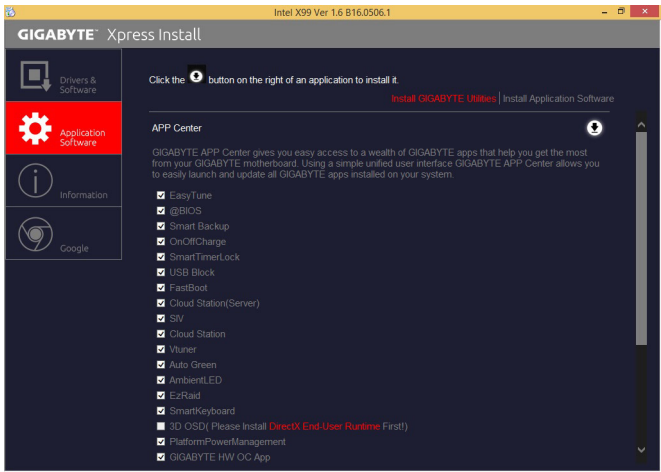 Intel X99 Ver 1.6 B16.0506.1
GIGABYTE™ Xpress Install
Drivers &
Software
Application
Software
Information
Google
Click the button on the right of an application to install it.
Install GIGABYTE Utilities | Install Application Software
APP Center
GIGABYTE APP Center gives you easy access to a wealth of GIGABYTE apps that help you get the most
from your GIGABYTE motherboard. Using a simple unified user interface GIGABYTE APP Center allows you
to easily launch and update all GIGABYTE apps installed on your system.
EasyTune
@BIOS
Smart Backup
OnOffCharge
SmartTimerLock
USB Block
FastBoot
Cloud Station(Server)
SIV
Cloud Station
Vtuner
Auto Green
AmbientLED
EzRaid
SmartKeyboard
3D OSD( Please Install DirectX End-User Runtime First!)
PlatformPowerManagement
GIGABYTE HW OC App